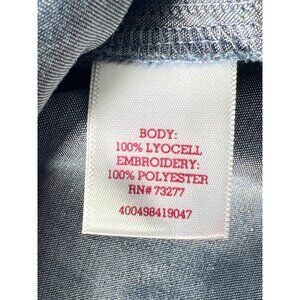 BODY:
100% LYOCELL
EMBROIDERY:
100% POLYESTER
RN# 73277
400498419047